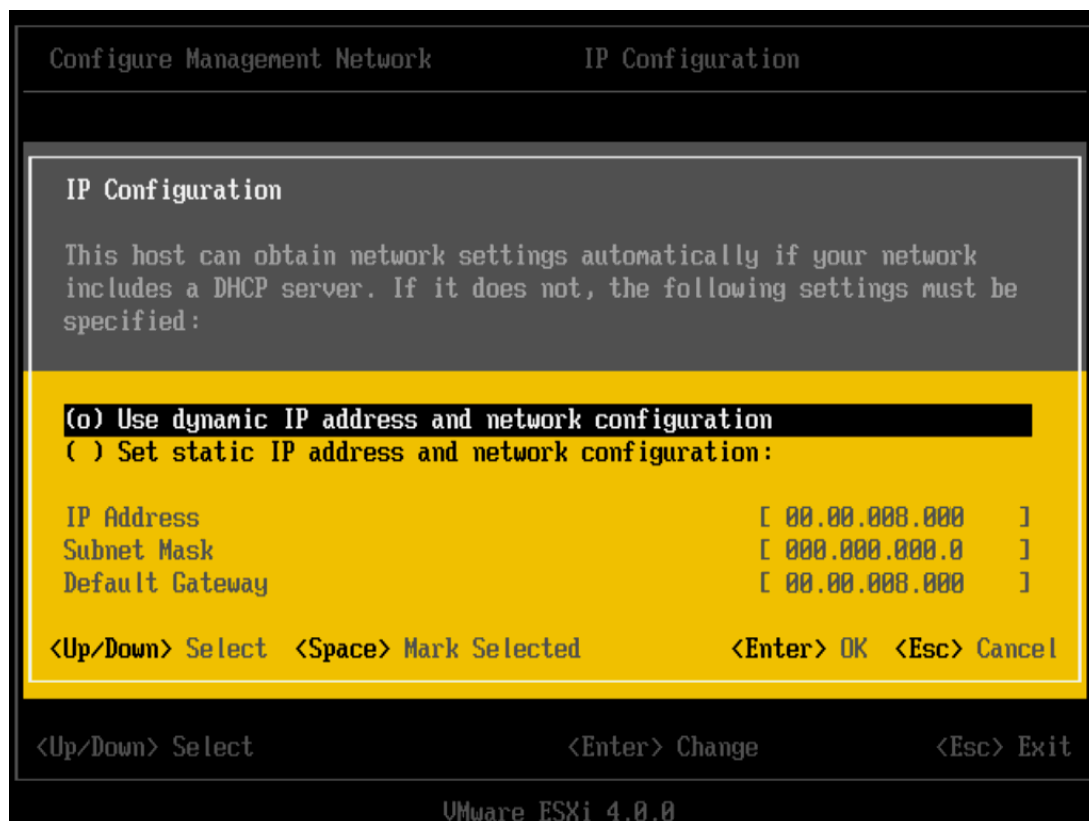 Configure Management Network IP Configuration
IP Configuration
This host can obtain network settings automatically if your network
includes a DHCP server. If it does not, the following settings must be
specified:
(o) Use dynamic IP address and network configuration
( ) Set static IP address and network configuration:
IP Address [ 00.00.008.000 ]
Subnet Mask [ 000.000.000.0 ]
Default Gateway [ 00.00.008.000 ]
<Up/Down> Select <Space> Mark Selected <Enter> OK <Esc> Cancel
<Up/Down> Select <Enter> Change <Esc> Exit
VMware ESXi 4.0.0